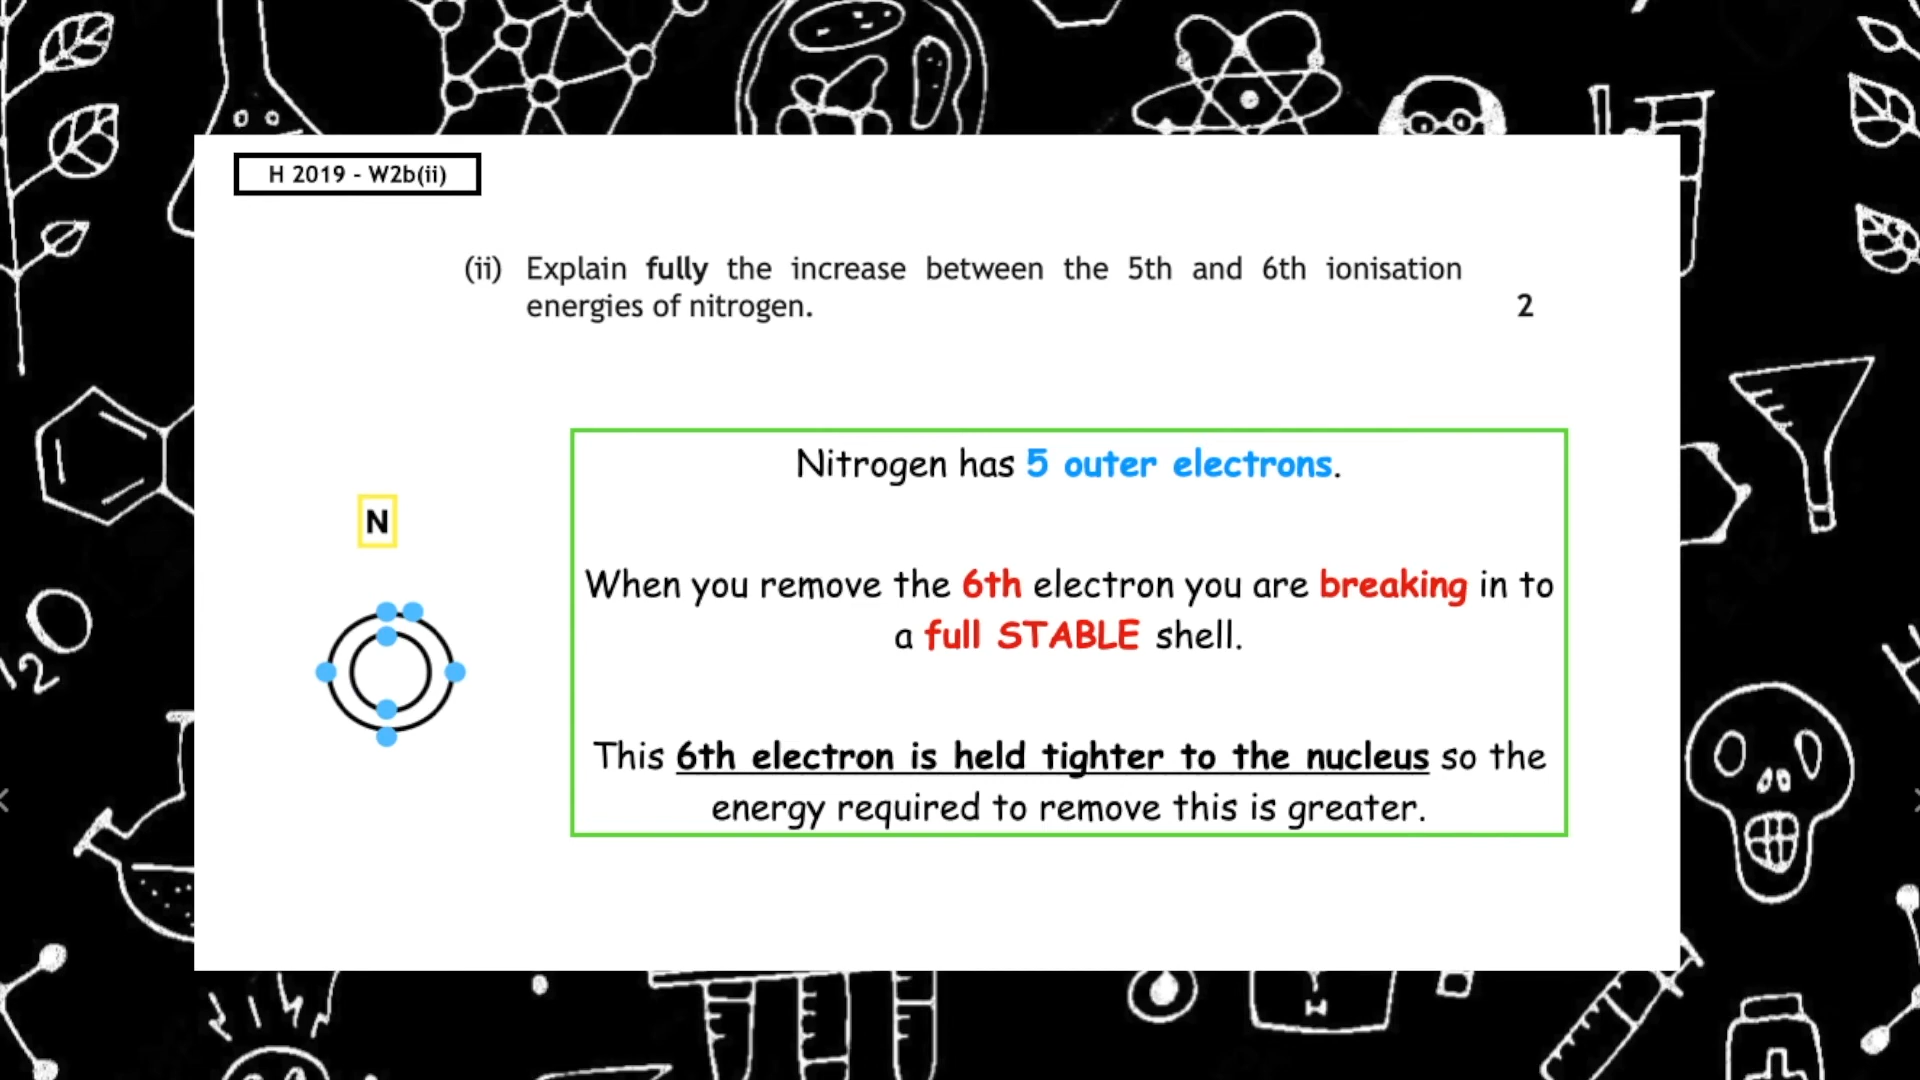 H 2019 - W2b(ii)
(ii) Explain fully the increase between the 5th and 6th ionisation
energies of nitrogen. 2
Nitrogen has 5 outer electrons.
N
When you remove the 6th electron you are breaking in to
a full STABLE shell.
This 6th electron is held tighter to the nucleus so the
energy required to remove this is greater.
2O
H